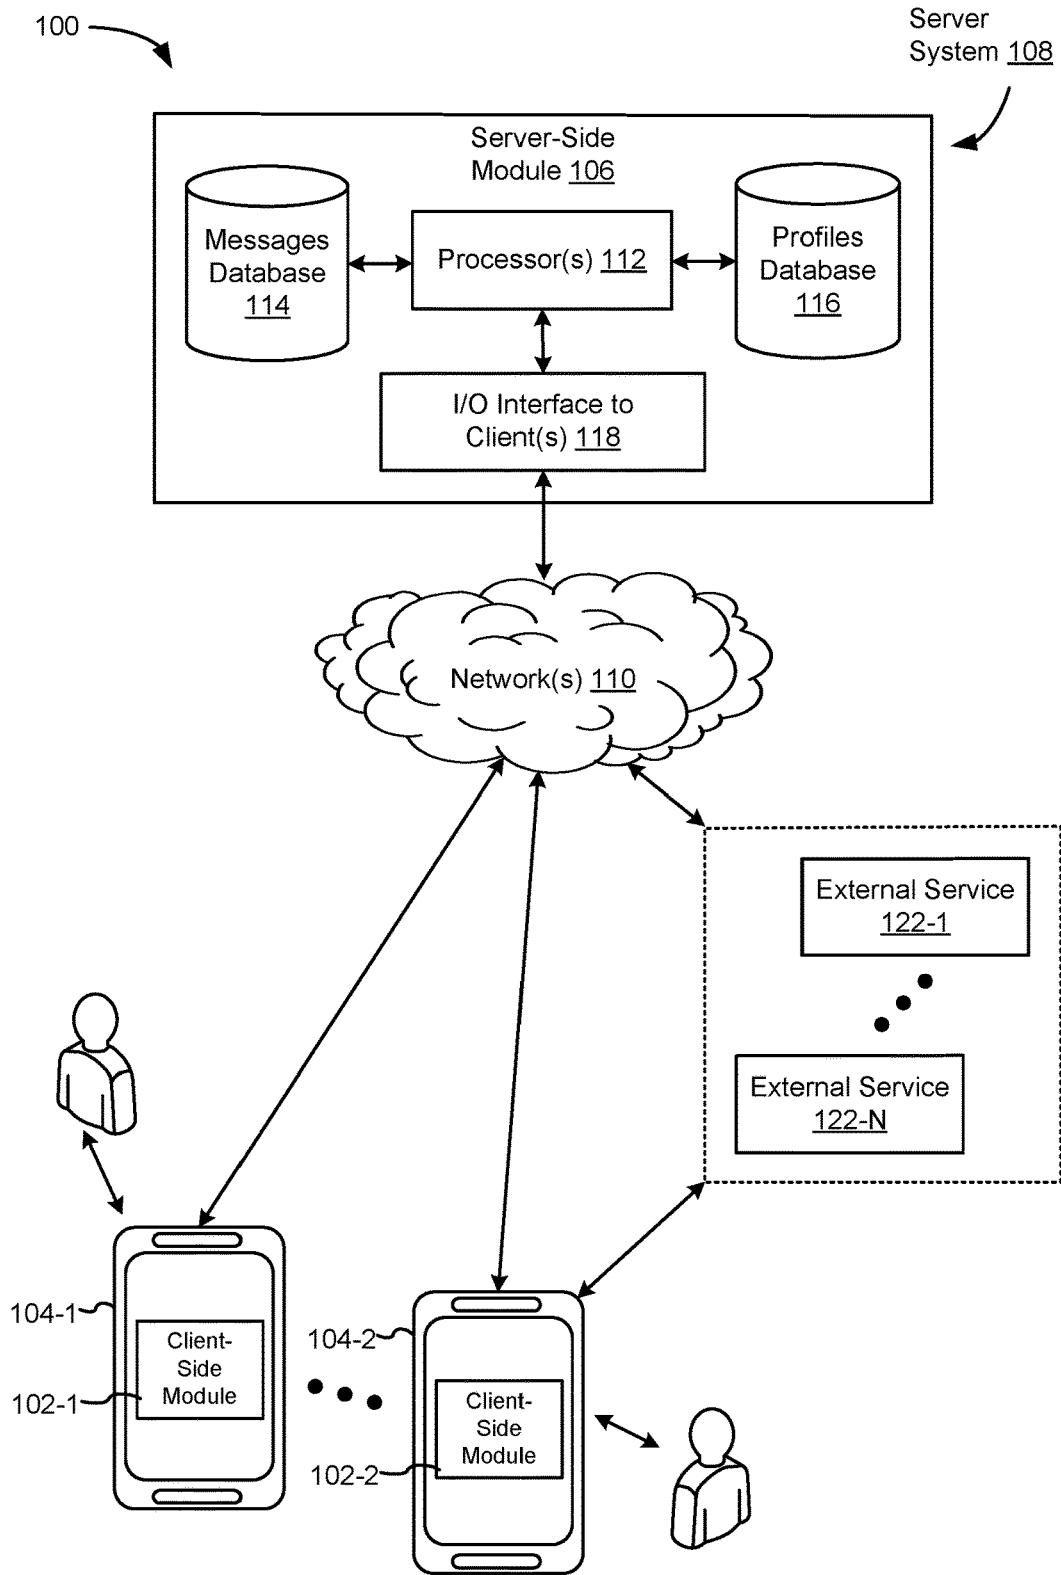 100
Server
System 108
Server-Side
Module 106
Messages
Database
114
Processor(s) 112
Profiles
Database
116
I/O Interface to
Client(s) 118
Network(s) 110
External Service
122-1
External Service
122-N
104-1
Client-
Side
Module
102-1
104-2
Client-
Side
Module
102-2